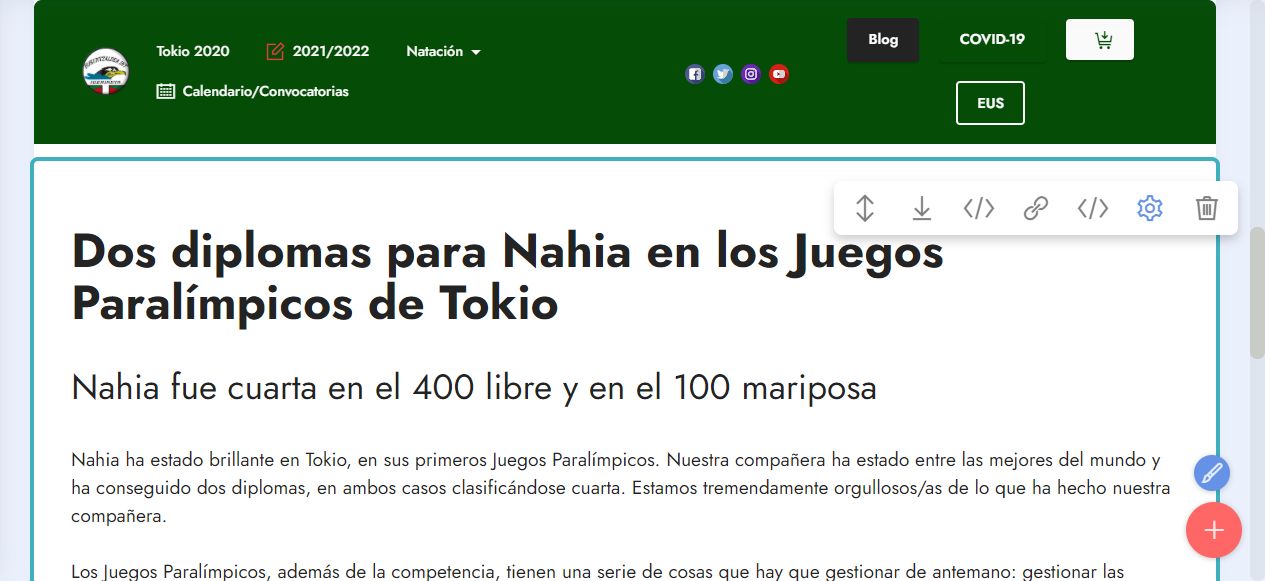 Tokio 2020
2021/2022
Natación
Calendario/Convocatorias
Blog
COVID-19
EUS
Dos diplomas para Nahia en los Juegos
Paralímpicos de Tokio
Nahia fue cuarta en el 400 libre y en el 100 mariposa
Nahia ha estado brillante en Tokio, en sus primeros Juegos Paralímpicos. Nuestra compañera ha estado entre las mejores del mundo y
ha conseguido dos diplomas, en ambos casos clasificándose cuarta. Estamos tremendamente orgullosos/as de lo que ha hecho nuestra
compañera.
Los Juegos Paralímpicos, además de la competencia, tienen una serie de cosas que hay que gestionar de antemano: gestionar las